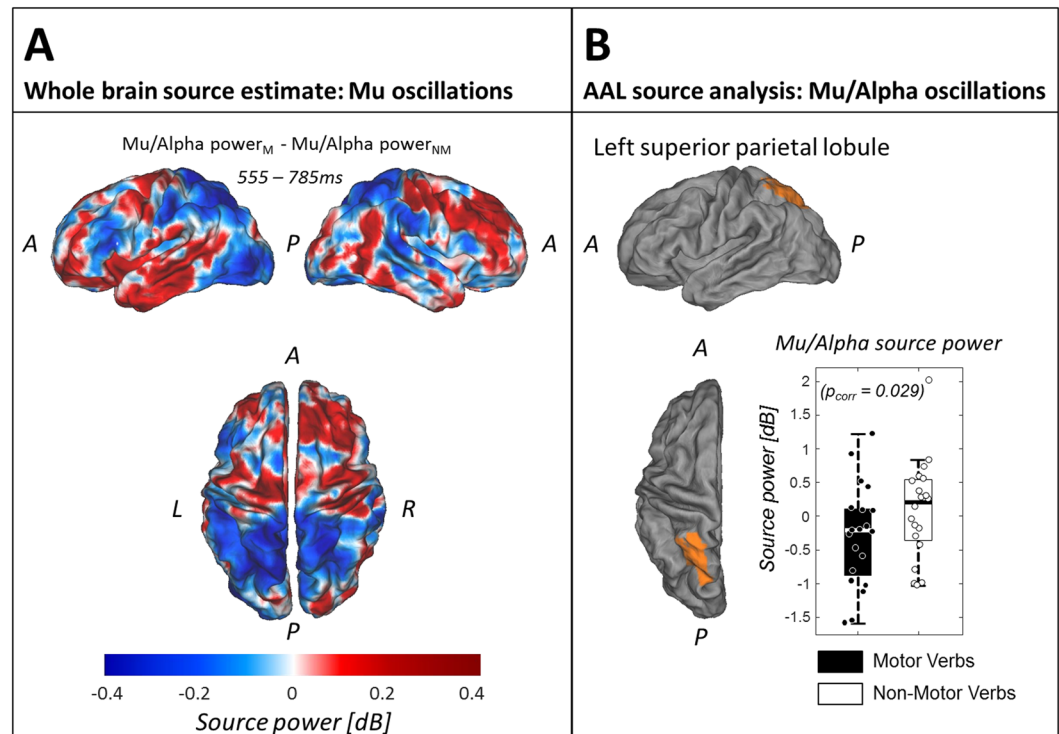 A
Whole brain source estimate: Mu oscillations
Mu/Alpha power_M - Mu/Alpha power_NM
555 – 785ms
A
P
A
A
L
R
P
-0.4
-0.2
0
0.2
0.4
Source power [dB]
B
AAL source analysis: Mu/Alpha oscillations
Left superior parietal lobule
A
P
A
P
Mu/Alpha source power
(p_corr = 0.029)
Source power [dB]
2
1.5
1
0.5
0
-0.5
-1
-1.5
Motor Verbs
Non-Motor Verbs